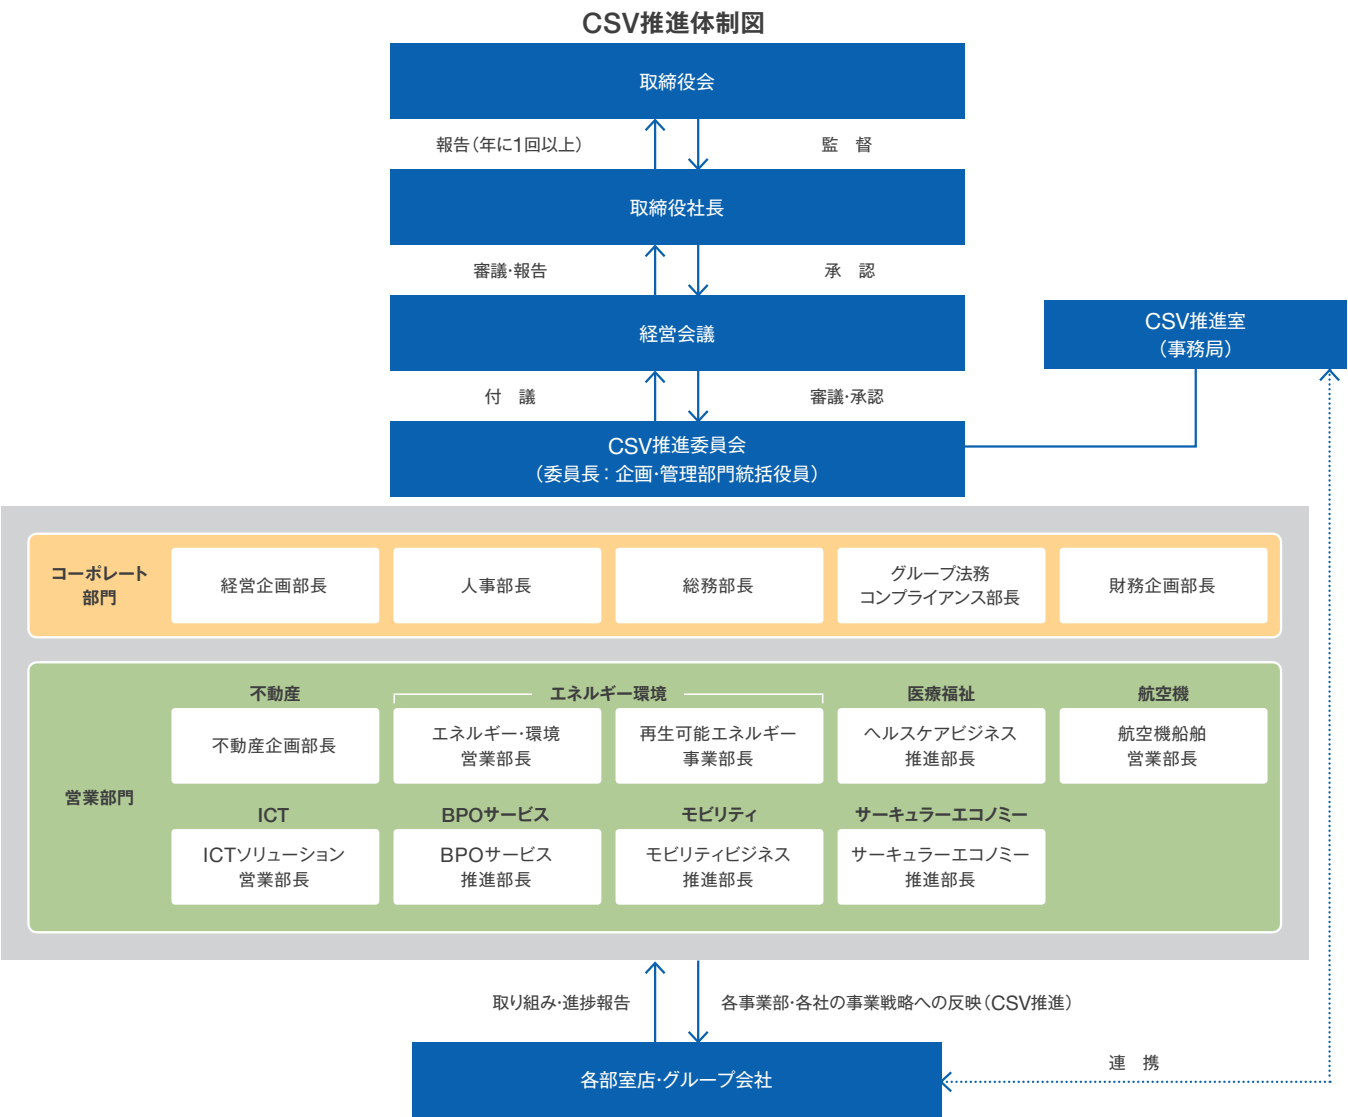 CSV推進体制図
取締役会
報告（年に1回以上）
監　督
取締役社長
審議・報告
承　認
経営会議
CSV推進室
（事務局）
付　議
審議・承認
CSV推進委員会
（委員長：企画・管理部門統括役員）
コーポレート
部門
経営企画部長
人事部長
総務部長
グループ法務
コンプライアンス部長
財務企画部長
営業部門
不動産
エネルギー環境
医療福祉
航空機
不動産企画部長
エネルギー・環境
営業部長
再生可能エネルギー
事業部長
ヘルスケアビジネス
推進部長
航空機船舶
営業部長
ICT
BPOサービス
モビリティ
サーキュラーエコノミー
ICTソリューション
営業部長
BPOサービス
推進部長
モビリティビジネス
推進部長
サーキュラーエコノミー
推進部長
取り組み・進捗報告
各事業部・各社の事業戦略への反映（CSV推進）
各部室店・グループ会社
連　携